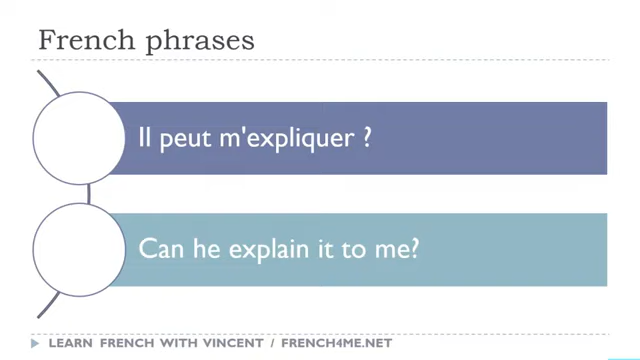 French phrases
Il peut m'expliquer ?
Can he explain it to me?
LEARN FRENCH WITH VINCENT / FRENCH4ME.NET